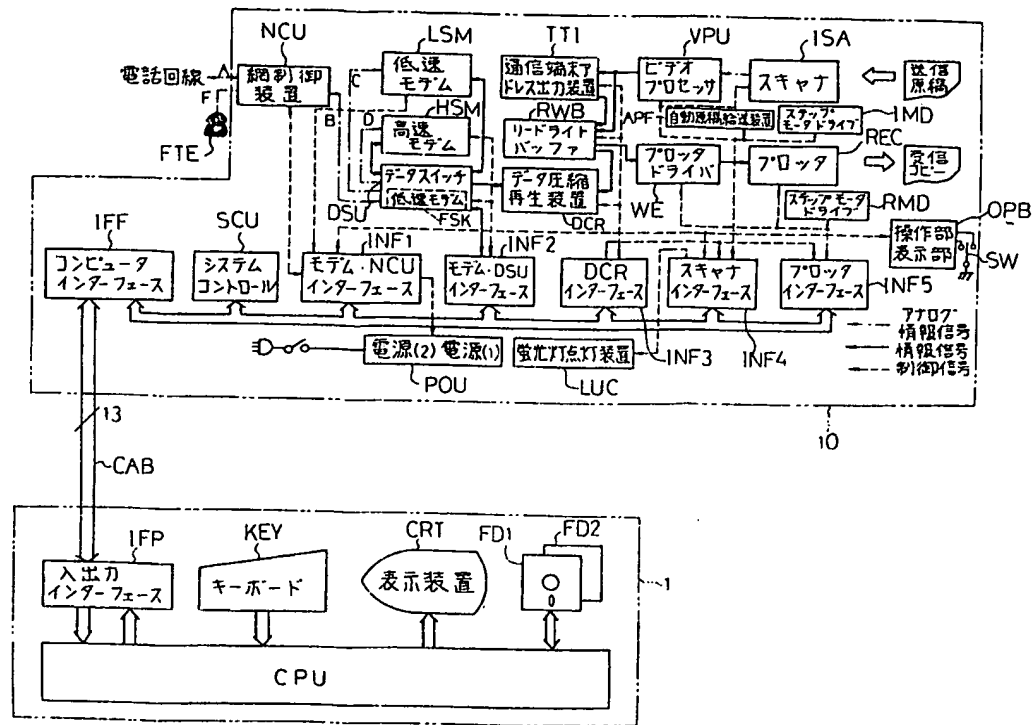 NCU
LSM
TTI
VPU
ISA
電話回線
A
F
FTE
網制御
装置
B
C
D
低速
モデム
HSM
高速
モデム
データスイッチ
(低速モデム)
FSK
DSU
通信端末ア
ドレス出力装置
RWB
リードライト
バッファ
データ圧縮
再生装置
DCR
ビデオ
プロセッサ
APF
自動原稿給送装置
プロッタ
ドライバ
WE
スキャナ
送信
原稿
ステップ
モータドライブ
IMD
REC
プロッタ
受信
コピー
ステップモータ
ドライブ
RMD
OPB
操作部
表示部
SW
IFF
コンピュータ
インターフェース
SCU
システム
コントロール
INF1
モデム・NCU
インターフェース
INF2
モデム・DSU
インターフェース
DCR
インターフェース
INF3
スキャナ
インターフェース
INF4
プロッタ
インターフェース
INF5
アナログ
情報信号
情報信号
制御信号
電源(2) 電源(1)
POU
蛍光灯点灯装置
LUC
10
13
CAB
IFP
入出力
インターフェース
KEY
キーボード
CRT
表示装置
FD1
FD2
1
CPU